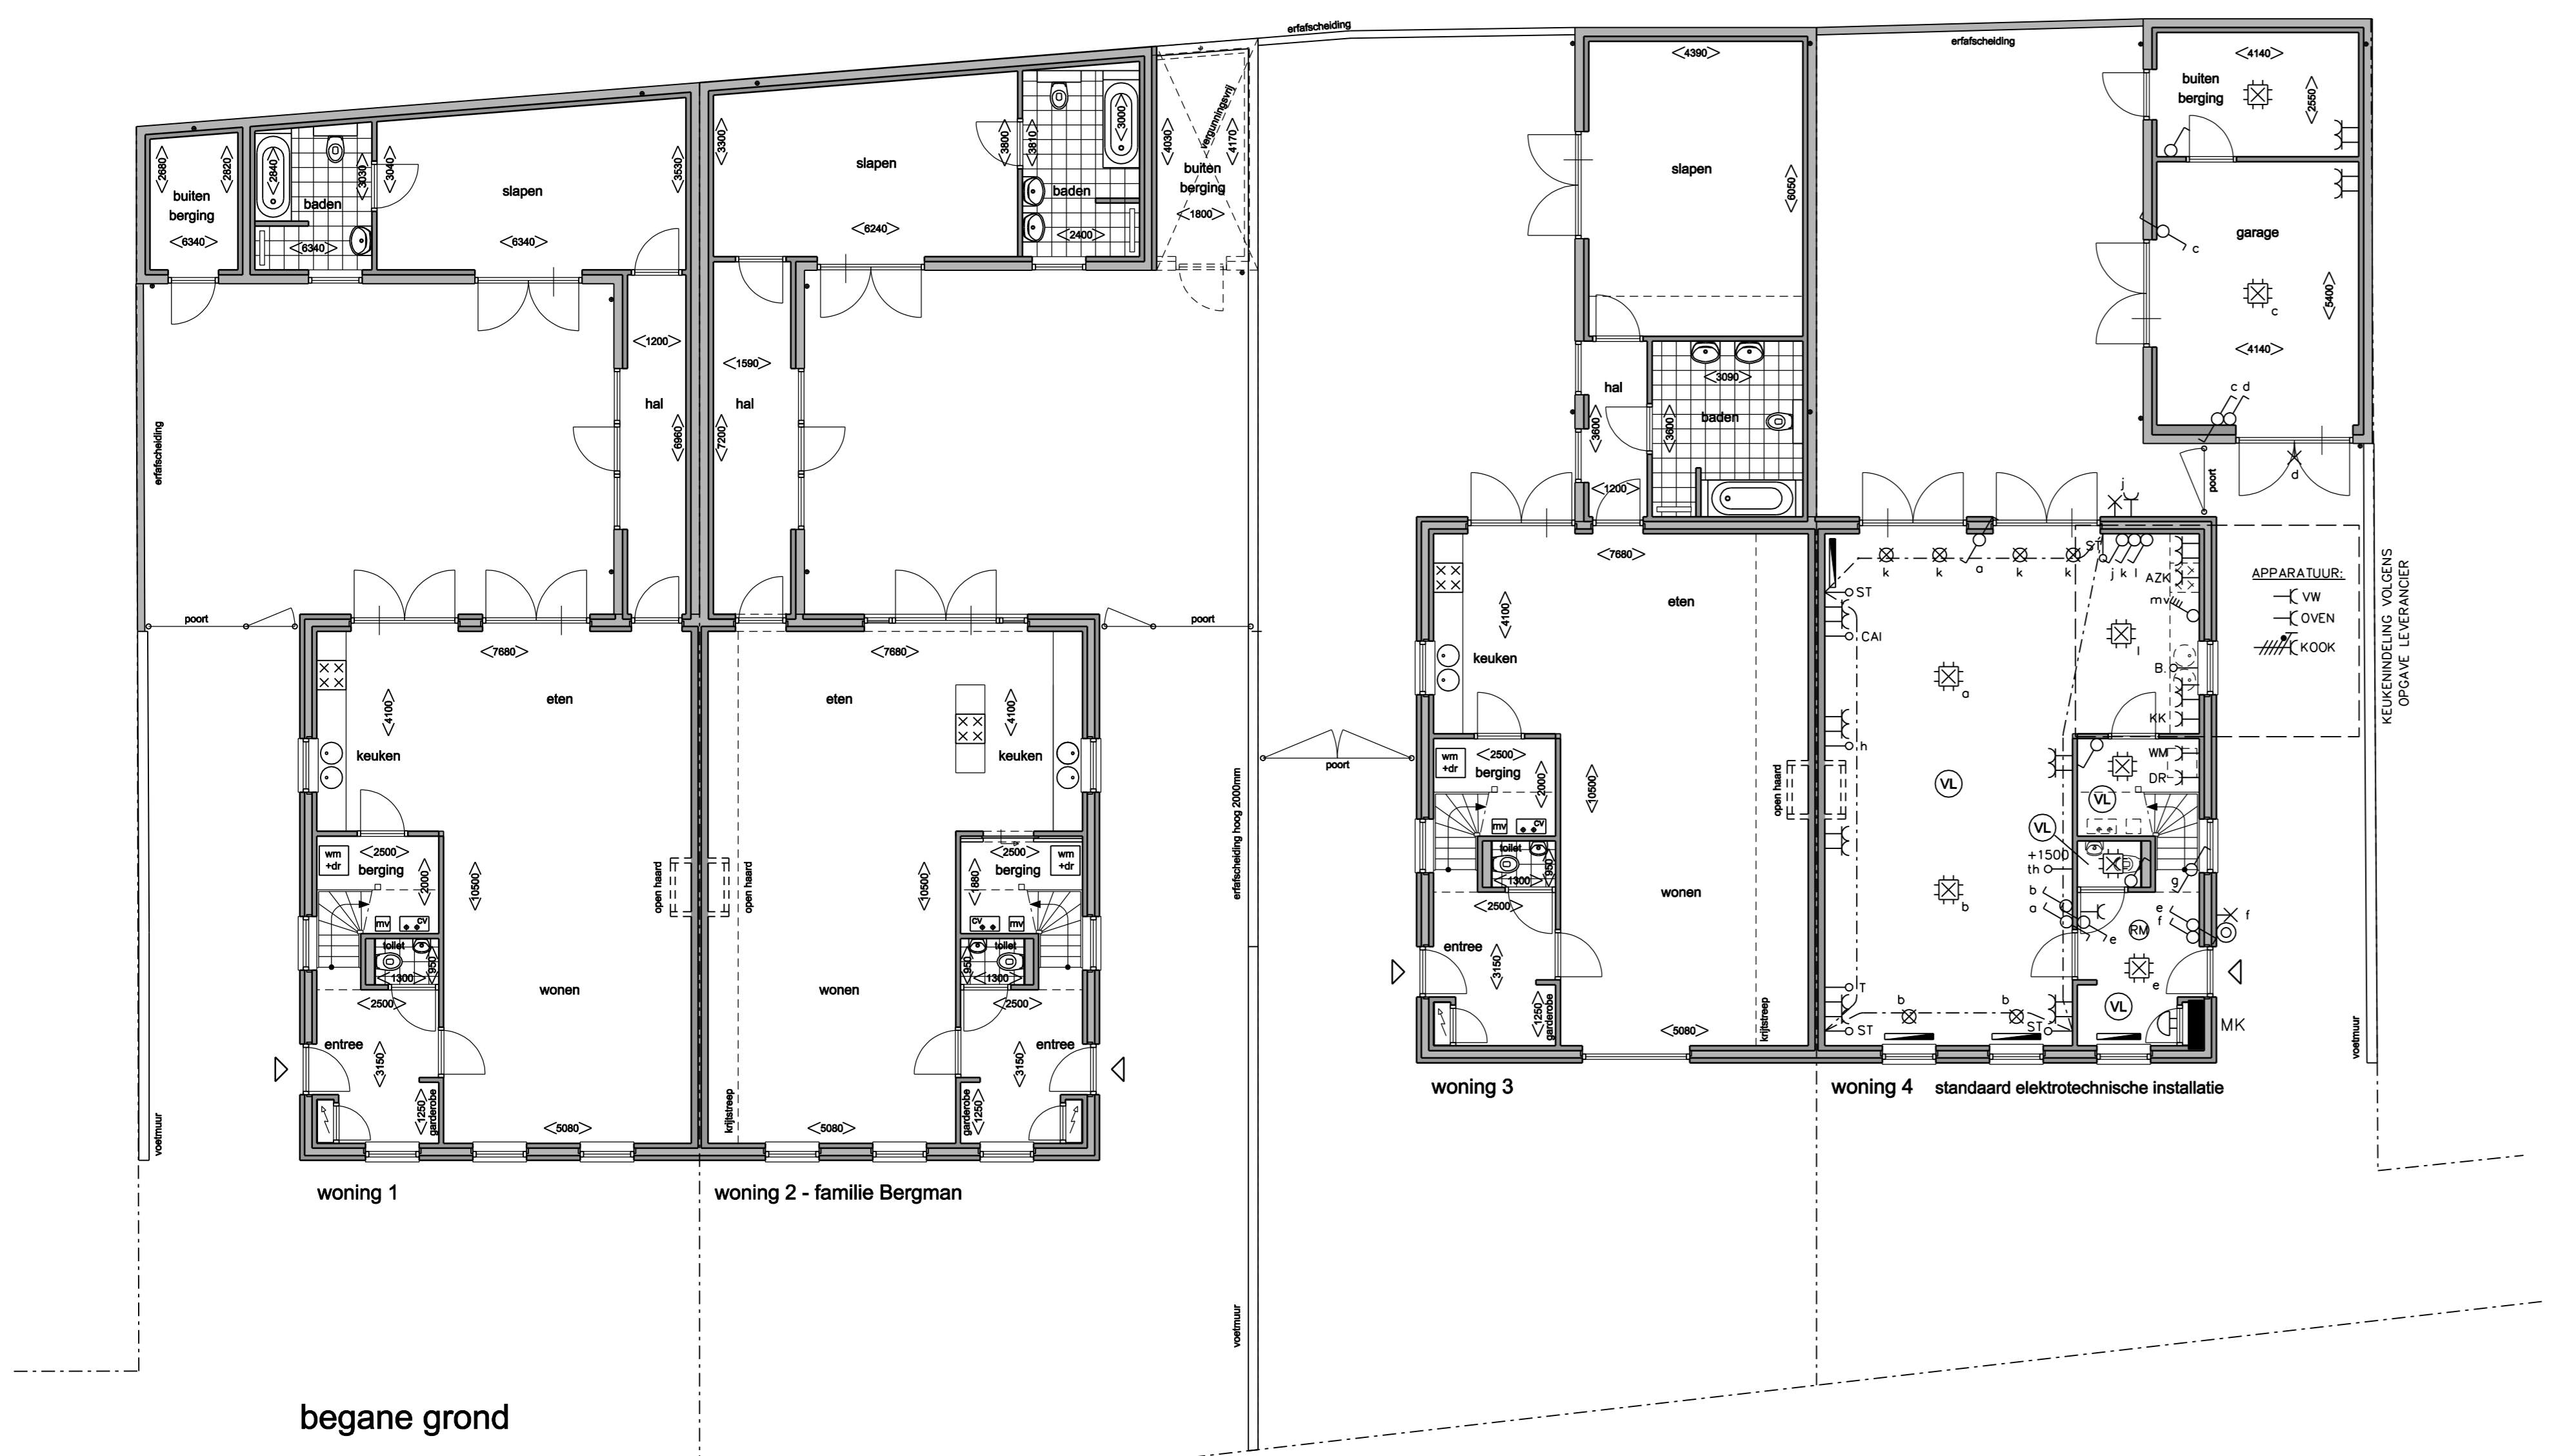 erfafscheiding
erfafscheiding
4390
4140
buiten
berging
2550
2680
2820
buiten
berging
6340
2840
3030
3040
baden
6340
slapen
6340
3530
3300
slapen
6240
3800
3810
3000
baden
2400
4030
vergunningsvrij
4170
buiten
berging
1800
slapen
6050
garage
c
c
5400
4140
c d
d
poort
j
erfafscheiding
1200
hal
6960
1590
hal
7200
hal
3600
3600
3090
baden
1200
poort
7680
4100
eten
keuken
2500
wm
+dr
berging
2000
mv
cv
toilet
950
1300
2500
entree
3150
1250
garderobe
10500
open haard
wonen
5080
voetmuur
7680
eten
4100
keuken
open haard
10500
2500
wm
+dr
berging
1880
cv
mv
toilet
950
1300
2500
wonen
entree
3150
1250
garderobe
krijtstreep
5080
poort
erfafscheiding hoog 2000mm
voetmuur
poort
7680
eten
4100
keuken
wm
+dr
2500
berging
2000
mv
cv
toilet
950
1300
2500
entree
3150
1250
garderobe
10500
open haard
wonen
krijtstreep
5080
k
k
a
k
k
ST
j k l
AZK
mv
l
B.
KK
ST
CAI
a
h
VL
WM
DR
VL
VL
+1500
th
b
a
b
g
e
f
f
e
RM
e
T
ST
b
b
ST
VL
MK
APPARATUUR:
VW
OVEN
KOOK
KEUKENINDELING VOLGENS
OPGAVE LEVERANCIER
voetmuur
woning 3
woning 4
standaard elektrotechnische installatie
woning 1
woning 2 - familie Bergman
begane grond